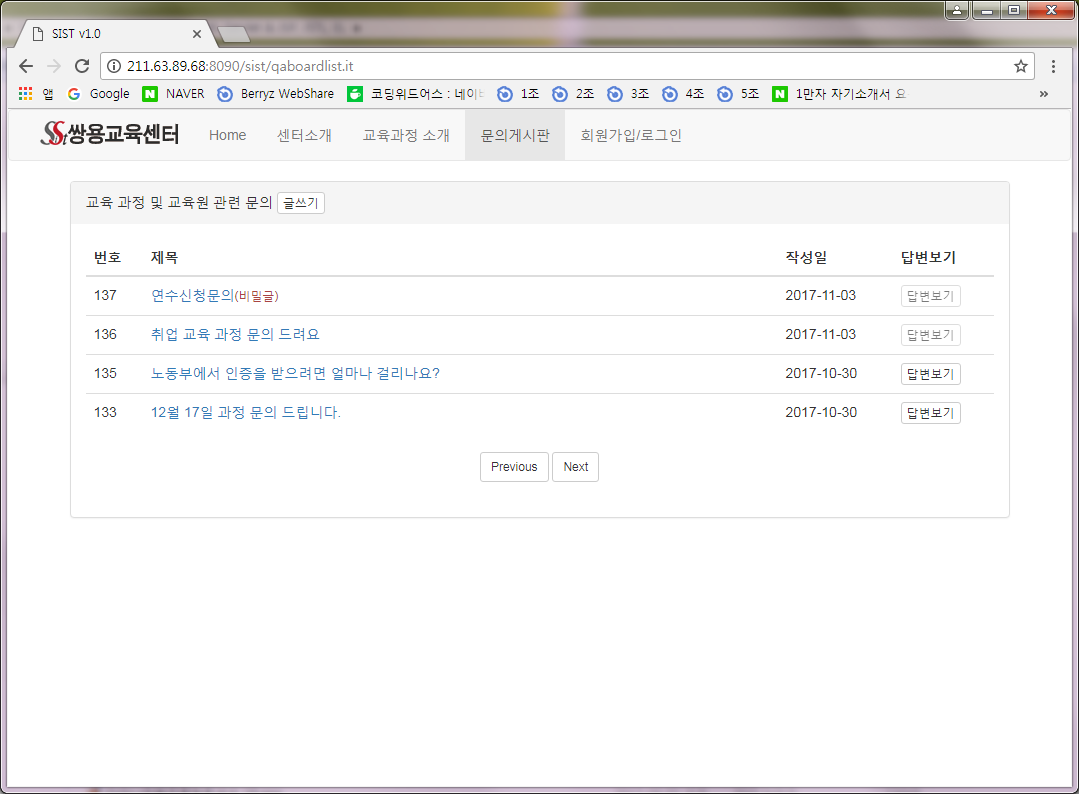 SIST v1.0
211.63.89.68:8090/sist/qaboardlist.it
앱 Google NAVER Berryz WebShare 코딩위드어스 : 네이버 1조 2조 3조 4조 5조 1만자 자기소개서 요 »
쌍용교육센터 Home 센터소개 교육과정 소개 문의게시판 회원가입/로그인
교육 과정 및 교육원 관련 문의 글쓰기
번호 제목 작성일 답변보기
137 연수신청문의(비밀글) 2017-11-03 답변보기
136 취업 교육 과정 문의 드려요 2017-11-03 답변보기
135 노동부에서 인증을 받으려면 얼마나 걸리나요? 2017-10-30 답변보기
133 12월 17일 과정 문의 드립니다. 2017-10-30 답변보기
Previous Next